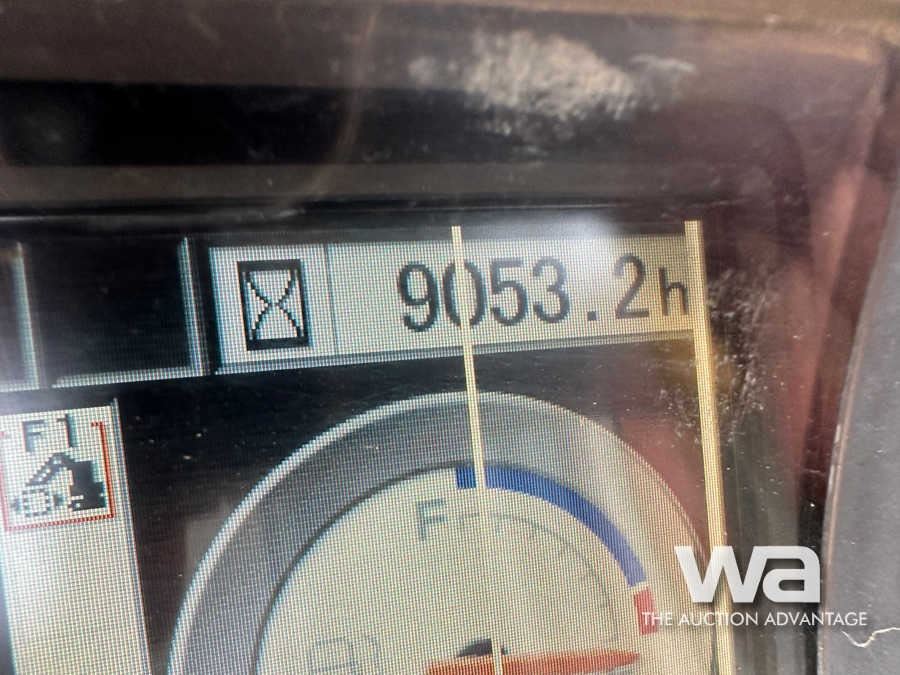 9053.2h
F1
F
wa
THE AUCTION ADVANTAGE